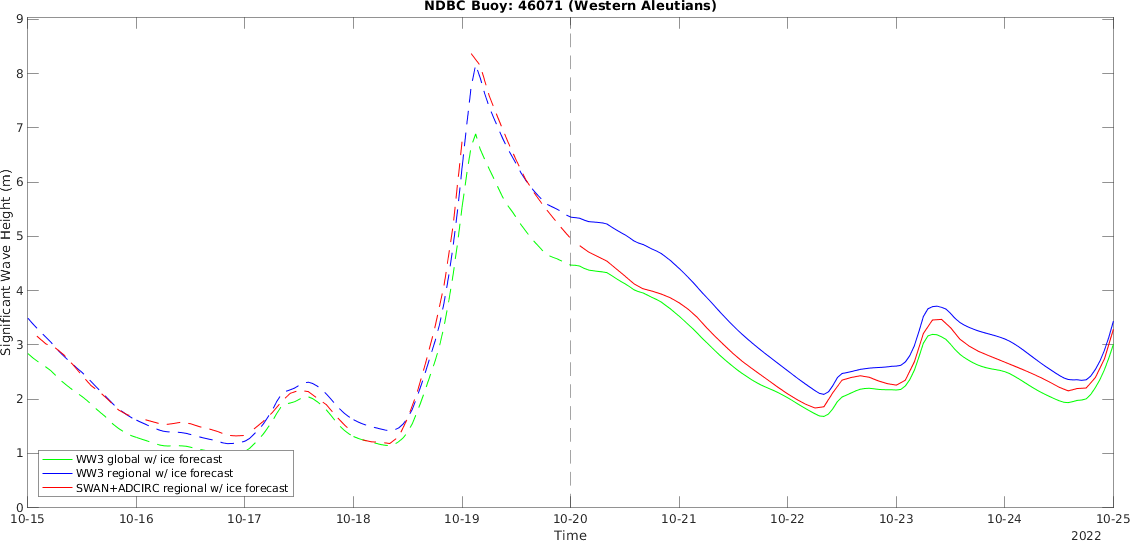 NDBC Buoy: 46071 (Western Aleutians)
9
8
7
6
5
4
3
2
1
0
Significant Wave Height (m)
WW3 global w/ ice forecast
WW3 regional w/ ice forecast
SWAN+ADCIRC regional w/ ice forecast
10-15 10-16 10-17 10-18 10-19 10-20 10-21 10-22 10-23 10-24 10-25
Time
2022